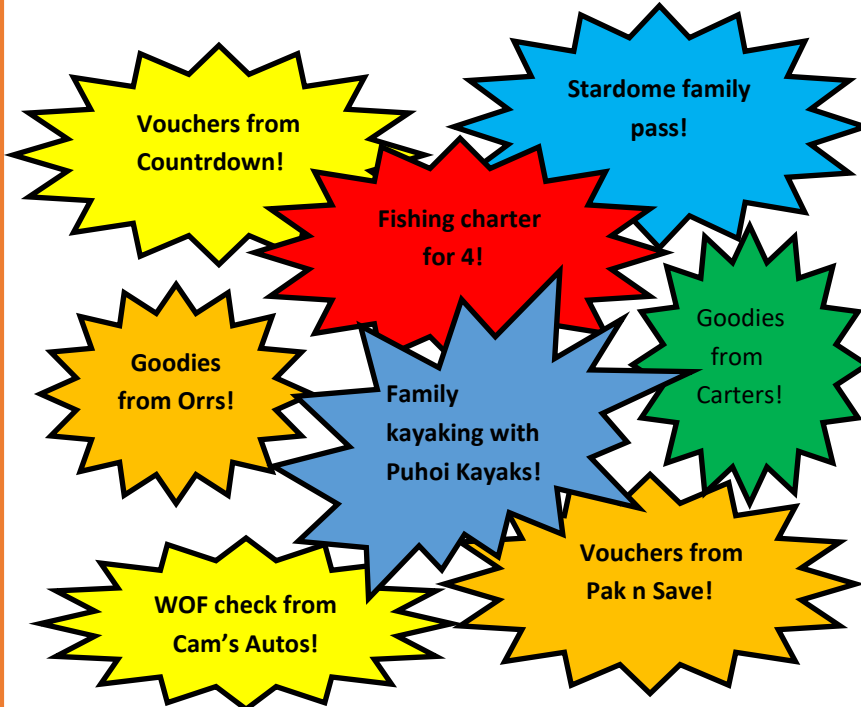 Vouchers from
Countrdown!
Stardome family
pass!
Fishing charter
for 4!
Goodies
from Orrs!
Family
kayaking with
Puhoi Kayaks!
Goodies
from
Carters!
WOF check from
Cam's Autos!
Vouchers from
Pak n Save!